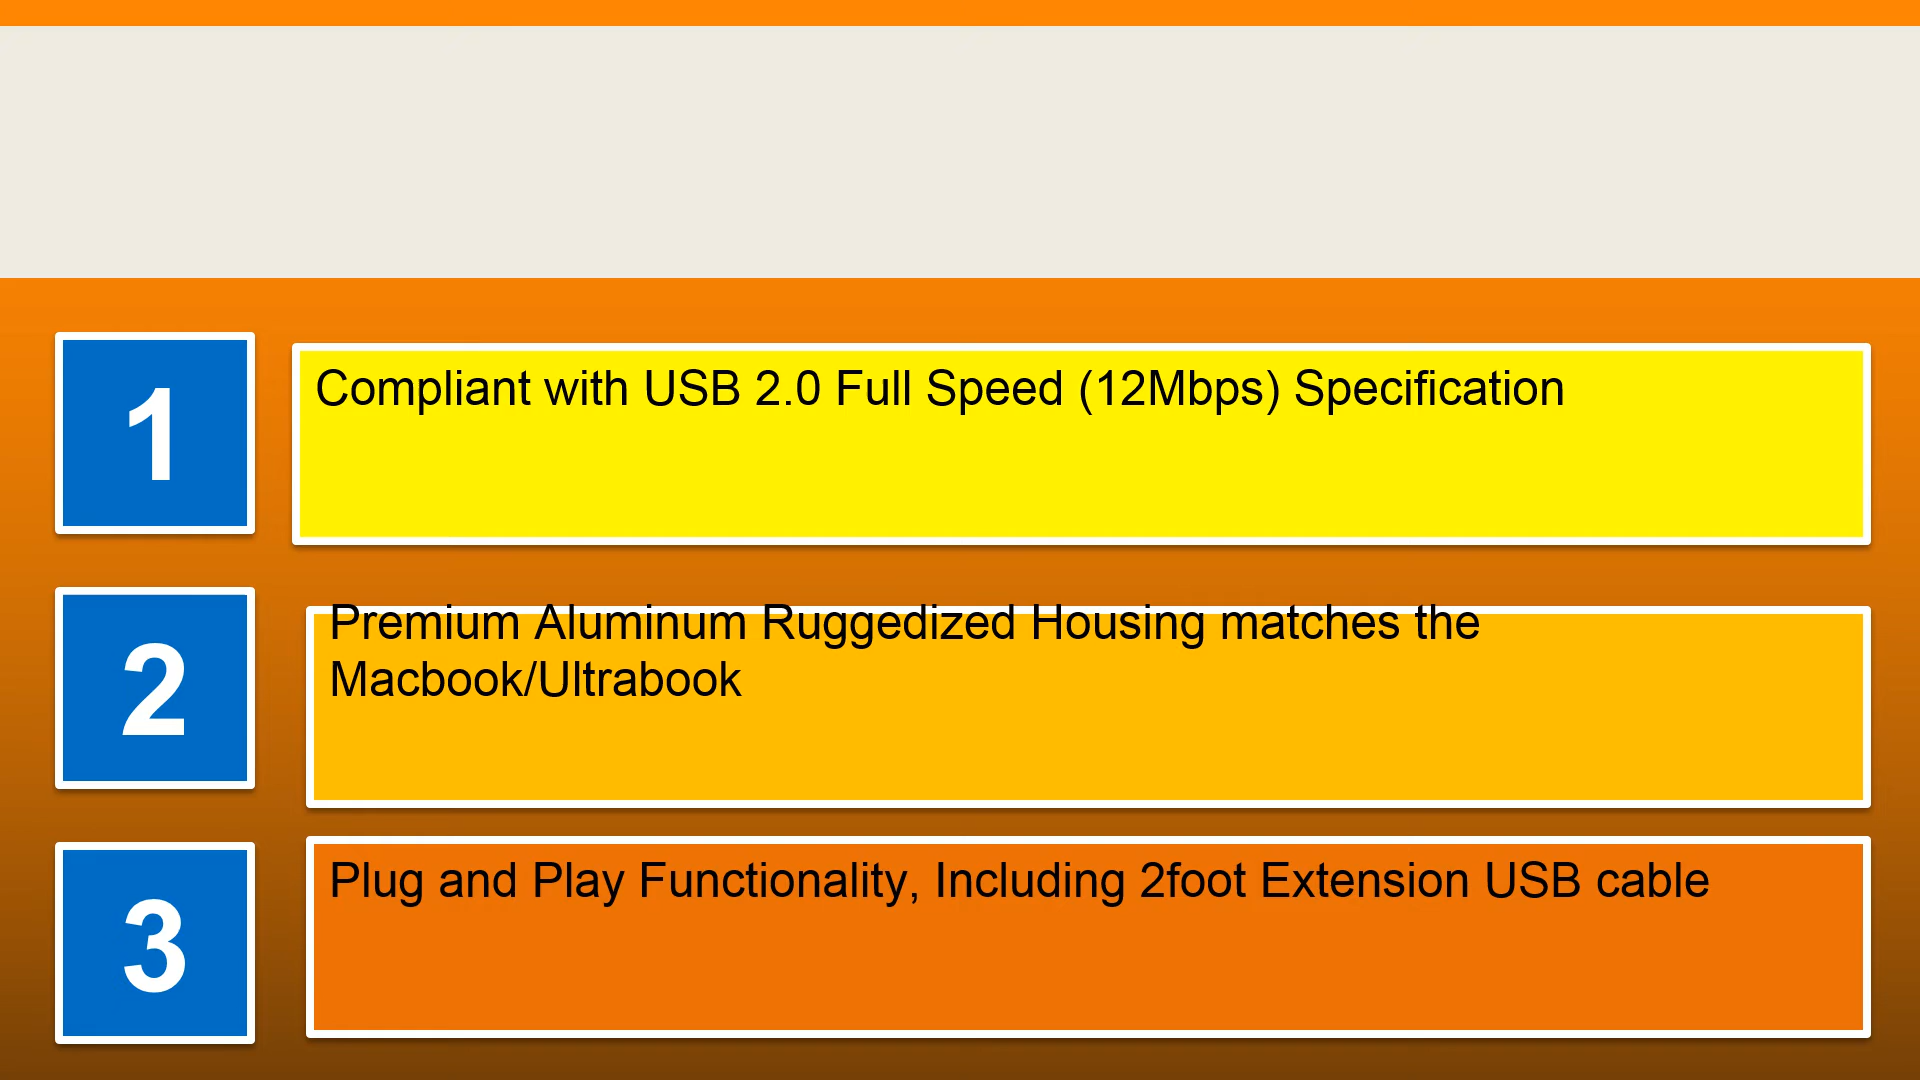 1
Compliant with USB 2.0 Full Speed (12Mbps) Specification
2
Premium Aluminum Ruggedized Housing matches the
Macbook/Ultrabook
3
Plug and Play Functionality, Including 2foot Extension USB cable